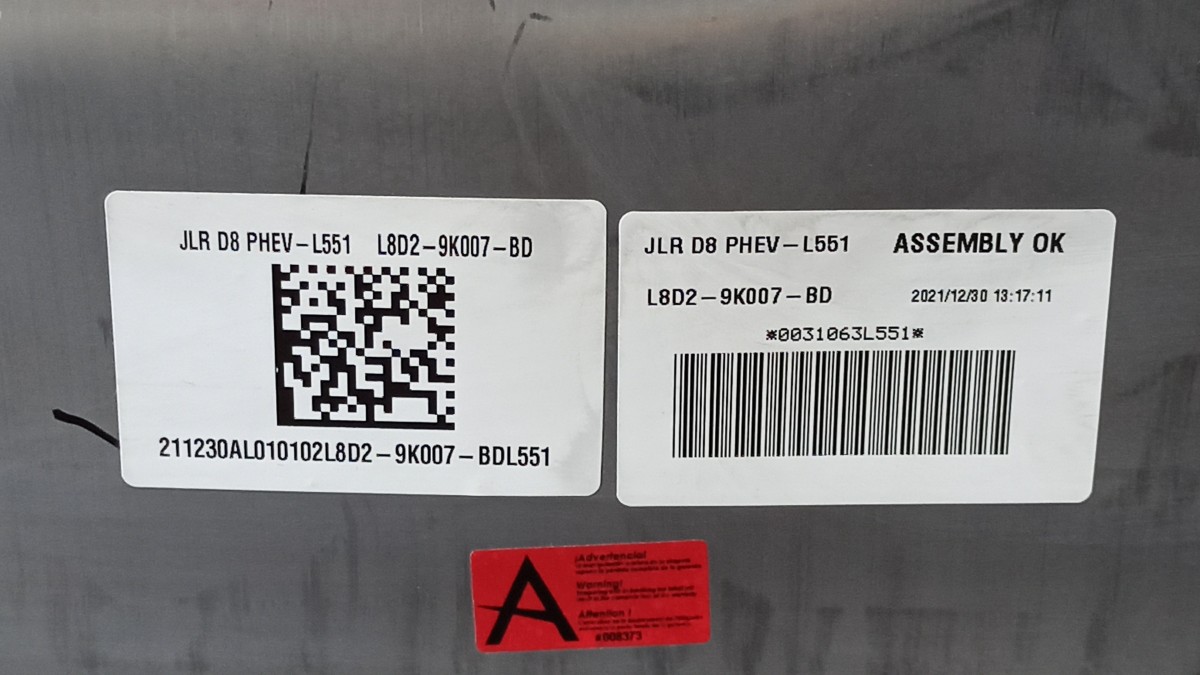 JLR D8 PHEV-L551 L8D2-9K007-BD
211230AL010102L8D2-9K007-BDL551
JLR D8 PHEV-L551 ASSEMBLY OK
L8D2-9K007-BD 2021/12/30 13:17:11
*0031063L551*
A
¡Advertencia!
Warning!
Attention !
#008373